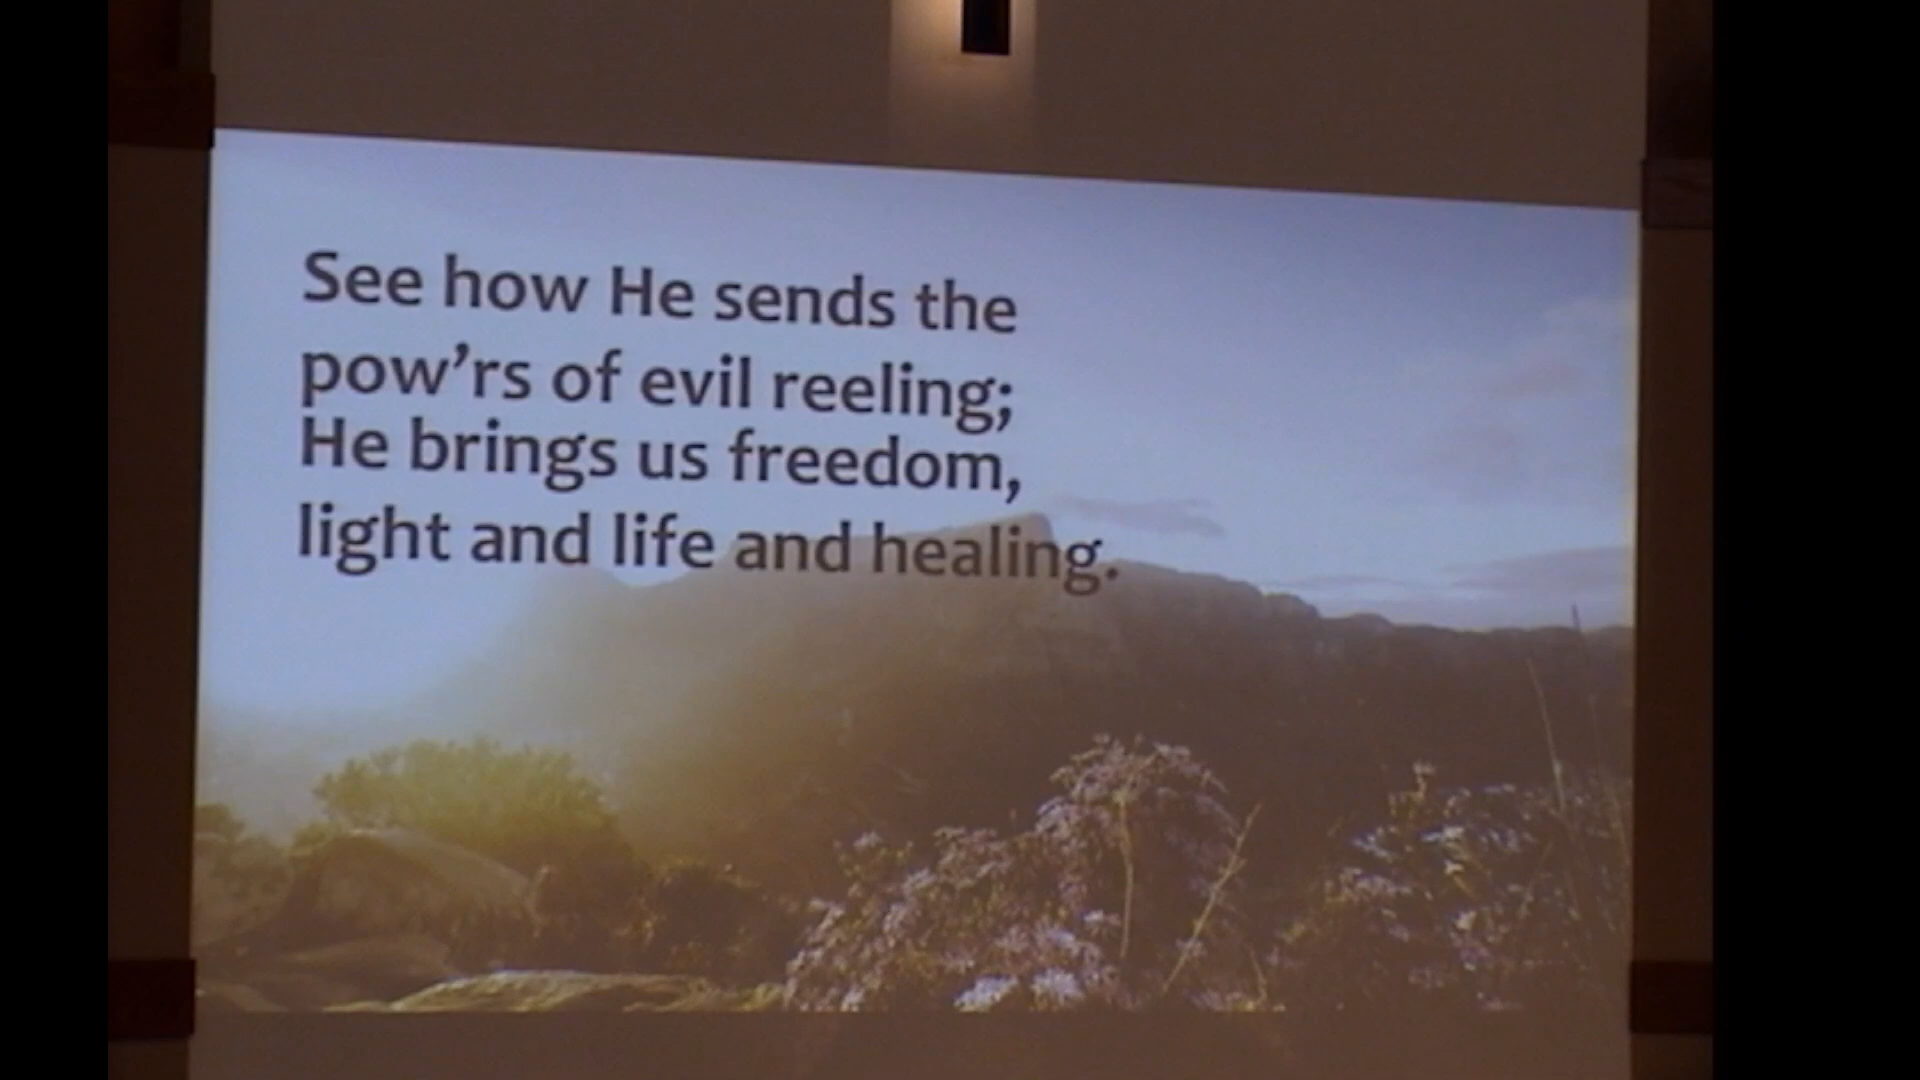 See how He sends the
pow’rs of evil reeling;
He brings us freedom,
light and life and healing.